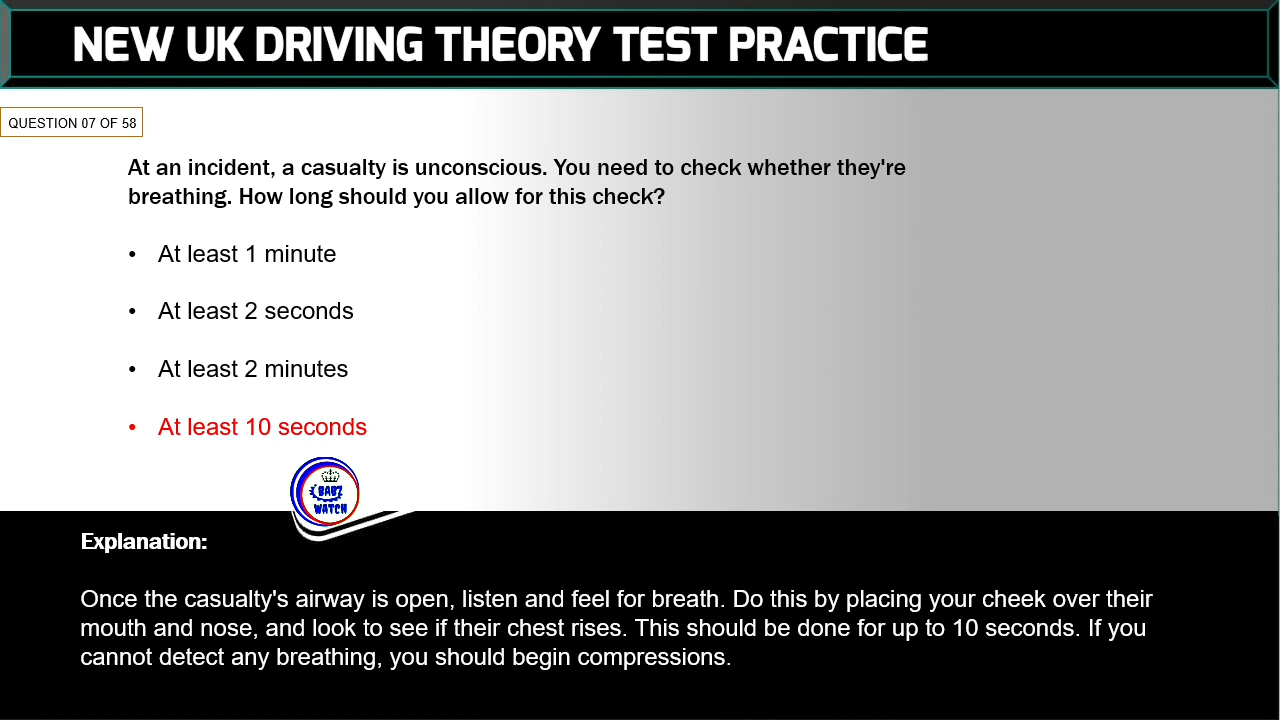 NEW UK DRIVING THEORY TEST PRACTICE
QUESTION 07 OF 58
At an incident, a casualty is unconscious. You need to check whether they're
breathing. How long should you allow for this check?
• At least 1 minute
• At least 2 seconds
• At least 2 minutes
• At least 10 seconds
BABZ
WATCH
Explanation:
Once the casualty's airway is open, listen and feel for breath. Do this by placing your cheek over their
mouth and nose, and look to see if their chest rises. This should be done for up to 10 seconds. If you
cannot detect any breathing, you should begin compressions.